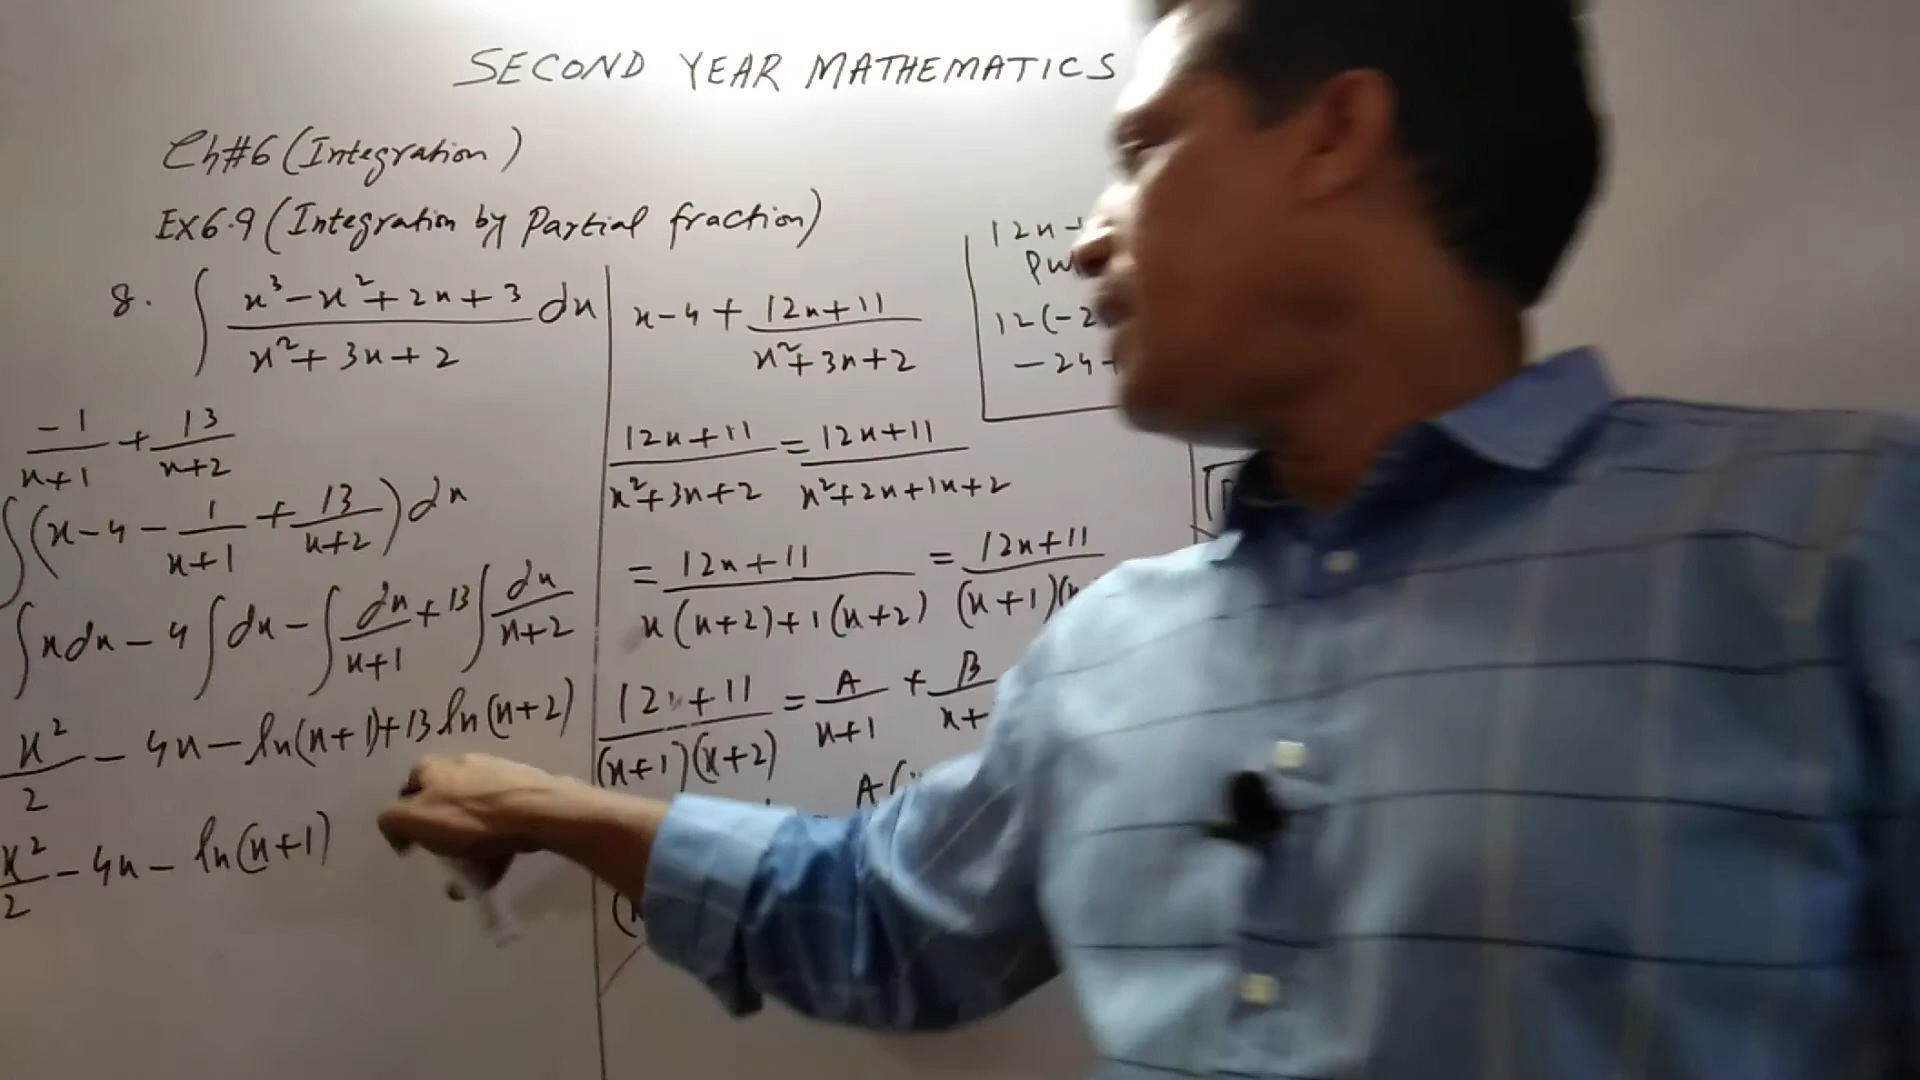 SECOND YEAR MATHEMATICS
Ch#6 (Integration)
Ex6.9 (Integration by Partial fraction)
8. ∫ (x³ - x² + 2x + 3)/(x² + 3x + 2) dx
-1/(x+1) + 13/(x+2)
∫(x - 4 - 1/(x+1) + 13/(x+2)) dx
∫xdx - 4∫dx - ∫dx/(x+1) + 13∫dx/(x+2)
x²/2 - 4x - ln(x+1) + 13 ln(x+2)
x²/2 - 4x - ln(x+1)
x - 4 + (12x+11)/(x² + 3x + 2)
(12x+11)/(x² + 3x + 2) = (12x+11)/(x² + 2x + 1x + 2)
= (12x+11)/(x(x+2)+1(x+2)) = (12x+11)/((x+1)(x
(12x+11)/((x+1)(x+2)) = A/(x+1) + B/(x+
A(
12x+
Pu
12(-2
-24+